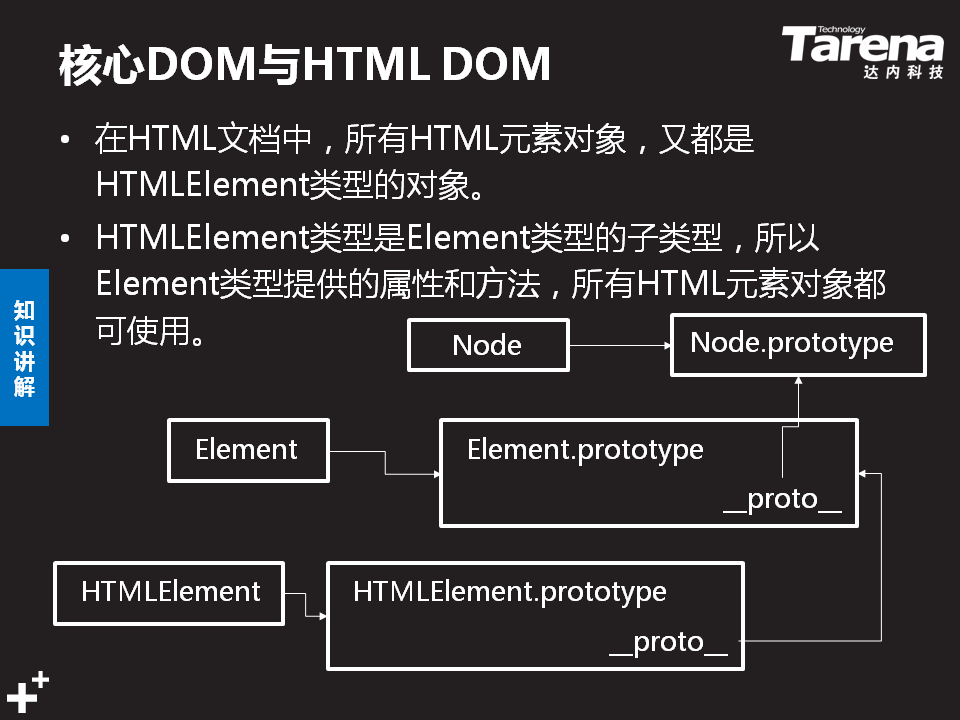 核心DOM与HTML DOM
Technology
Tarena
达内科技
• 在HTML文档中，所有HTML元素对象，又都是
HTMLElement类型的对象。
• HTMLElement类型是Element类型的子类型，所以
Element类型提供的属性和方法，所有HTML元素对象都
可使用。
知识讲解
Node
Node.prototype
Element
Element.prototype
__proto__
HTMLElement
HTMLElement.prototype
__proto__